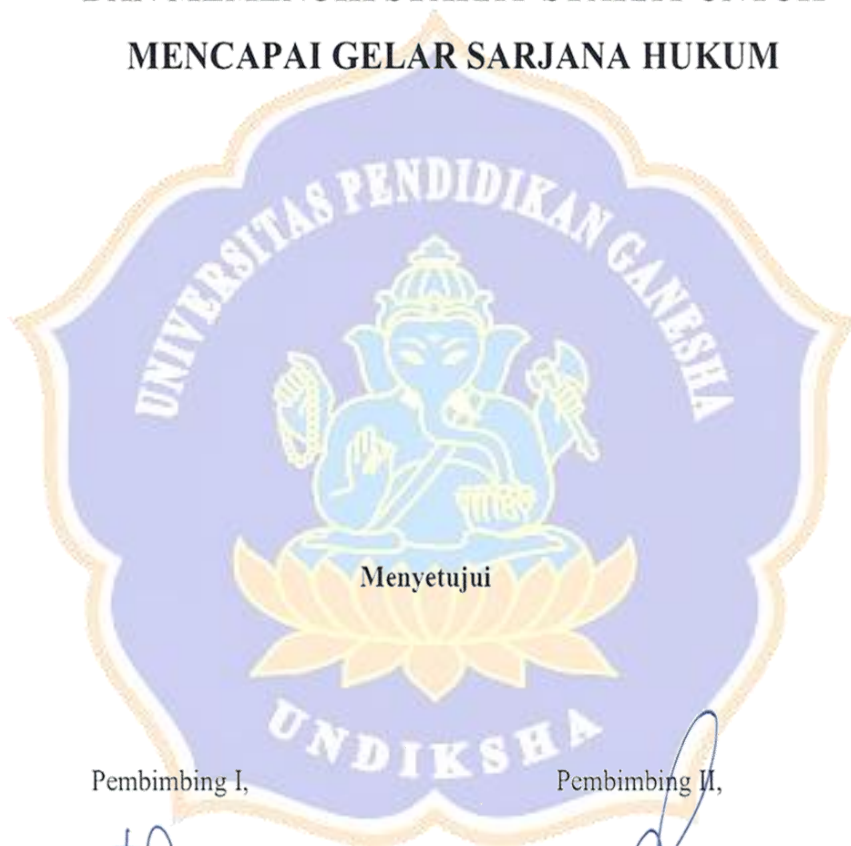 MENCAPAI GELAR SARJANA HUKUM
UNIVERSITAS PENDIDIKAN GANESHA
Menyetujui
UNDIKSHA
Pembimbing I,
Pembimbing II,